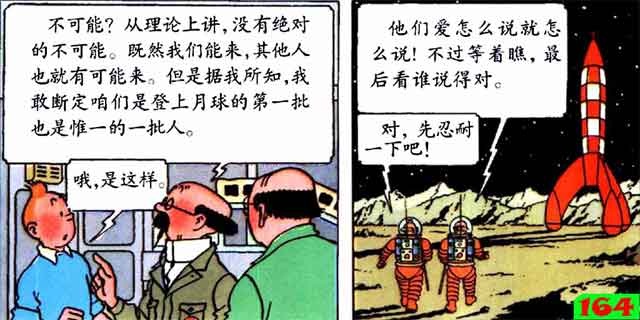 不可能？从理论上讲，没有绝对
的不可能。既然我们能来，其他人
也就有可能来。但是据我所知，我
敢断定咱们是登上月球的第一批
也是惟一的一批人。
哦，是这样。
他们爱怎么说就怎
么说！不过等着瞧，最
后看谁说得对。
对，先忍耐
一下吧！
164